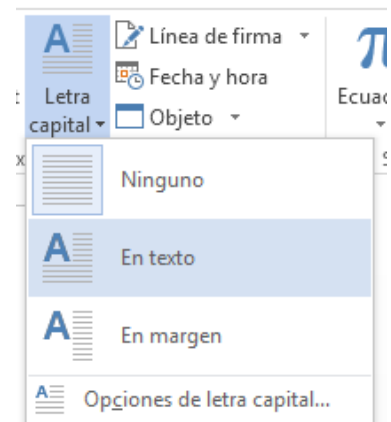 Línea de firma
Fecha y hora
Letra
capital
Objeto
Ecuac
Ninguno
En texto
En margen
Opciones de letra capital...